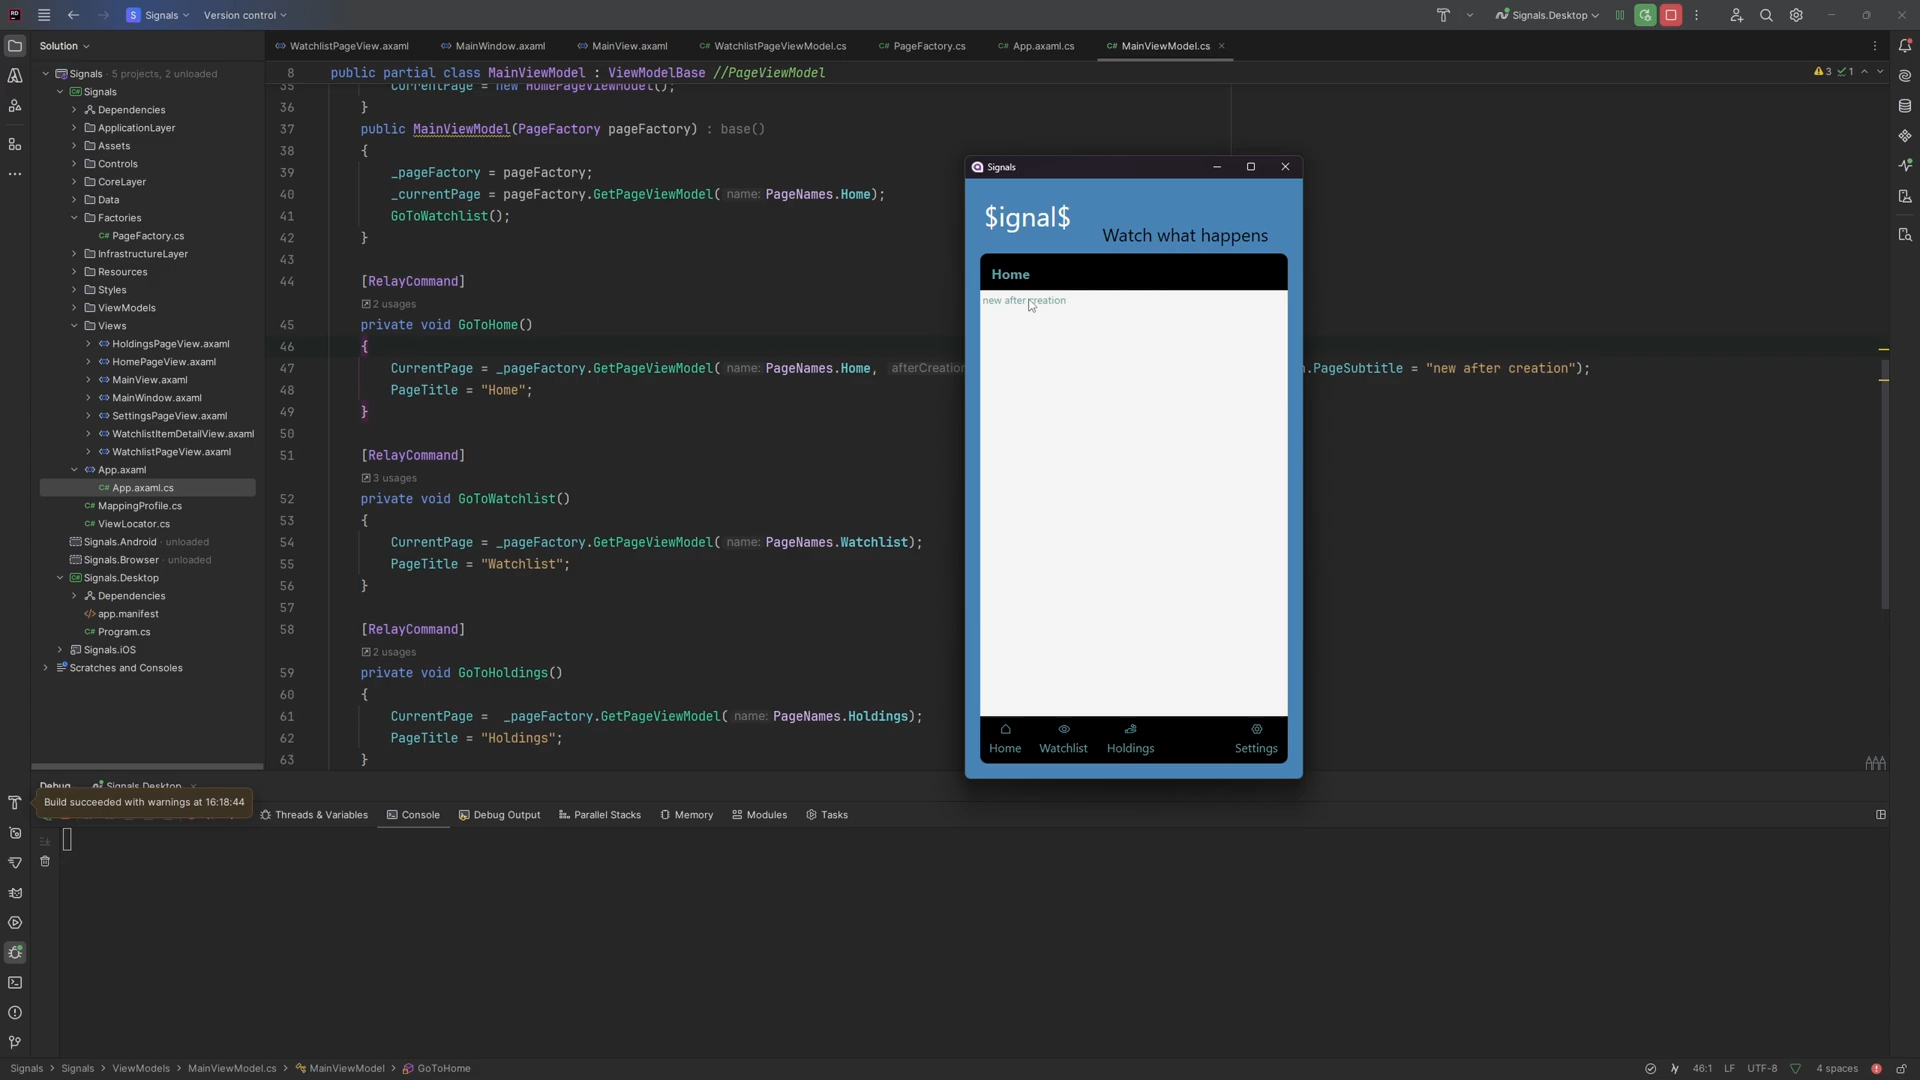 Signals
Version control
Signals.Desktop
Solution
WatchlistPageView.axaml
MainWindow.axaml
MainView.axaml
WatchlistPageViewModel.cs
PageFactory.cs
App.axaml.cs
MainViewModel.cs
Signals · 5 projects, 2 unloaded
Signals
Dependencies
ApplicationLayer
Assets
Controls
CoreLayer
Data
Factories
PageFactory.cs
InfrastructureLayer
Resources
Styles
ViewModels
Views
HoldingsPageView.axaml
HomePageView.axaml
MainView.axaml
MainWindow.axaml
SettingsPageView.axaml
WatchlistItemDetailView.axaml
WatchlistPageView.axaml
App.axaml
App.axaml.cs
MappingProfile.cs
ViewLocator.cs
Signals.Android · unloaded
Signals.Browser · unloaded
Signals.Desktop
Dependencies
app.manifest
Program.cs
Signals.iOS
Scratches and Consoles
8 public partial class MainViewModel : ViewModelBase //PageViewModel
3 1
35 CurrentPage = new HomePageViewModel();
36 }
37 public MainViewModel(PageFactory pageFactory) : base()
38 {
39 _pageFactory = pageFactory;
40 _currentPage = pageFactory.GetPageViewModel( name: PageNames.Home);
41 GoToWatchlist();
42 }
43
44 [RelayCommand]
2 usages
45 private void GoToHome()
46 {
47 CurrentPage = _pageFactory.GetPageViewModel( name: PageNames.Home, afterCreation .PageSubtitle = "new after creation");
48 PageTitle = "Home";
49 }
50
51 [RelayCommand]
3 usages
52 private void GoToWatchlist()
53 {
54 CurrentPage = _pageFactory.GetPageViewModel( name: PageNames.Watchlist);
55 PageTitle = "Watchlist";
56 }
57
58 [RelayCommand]
2 usages
59 private void GoToHoldings()
60 {
61 CurrentPage = _pageFactory.GetPageViewModel( name: PageNames.Holdings);
62 PageTitle = "Holdings";
63 }
Signals
$ignal$
Watch what happens
Home
new after creation
Home
Watchlist
Holdings
Settings
Debug
Signals.Desktop
Build succeeded with warnings at 16:18:44
Threads & Variables
Console
Debug Output
Parallel Stacks
Memory
Modules
Tasks
Signals > Signals > ViewModels > MainViewModel.cs > MainViewModel > GoToHome
46:1
LF
UTF-8
4 spaces